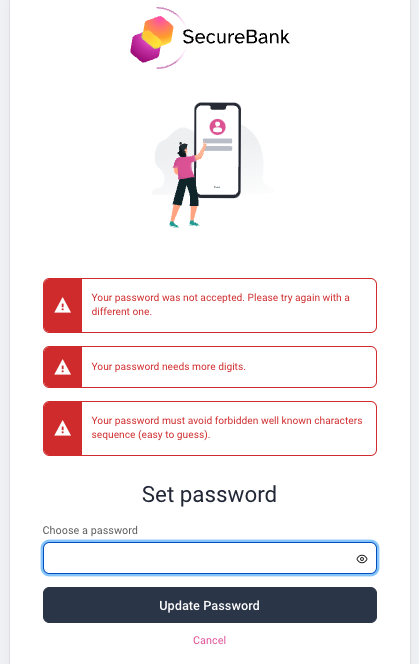 SecureBank
Your password was not accepted. Please try again with a
different one.
Your password needs more digits.
Your password must avoid forbidden well known characters
sequence (easy to guess).
Set password
Choose a password
Update Password
Cancel